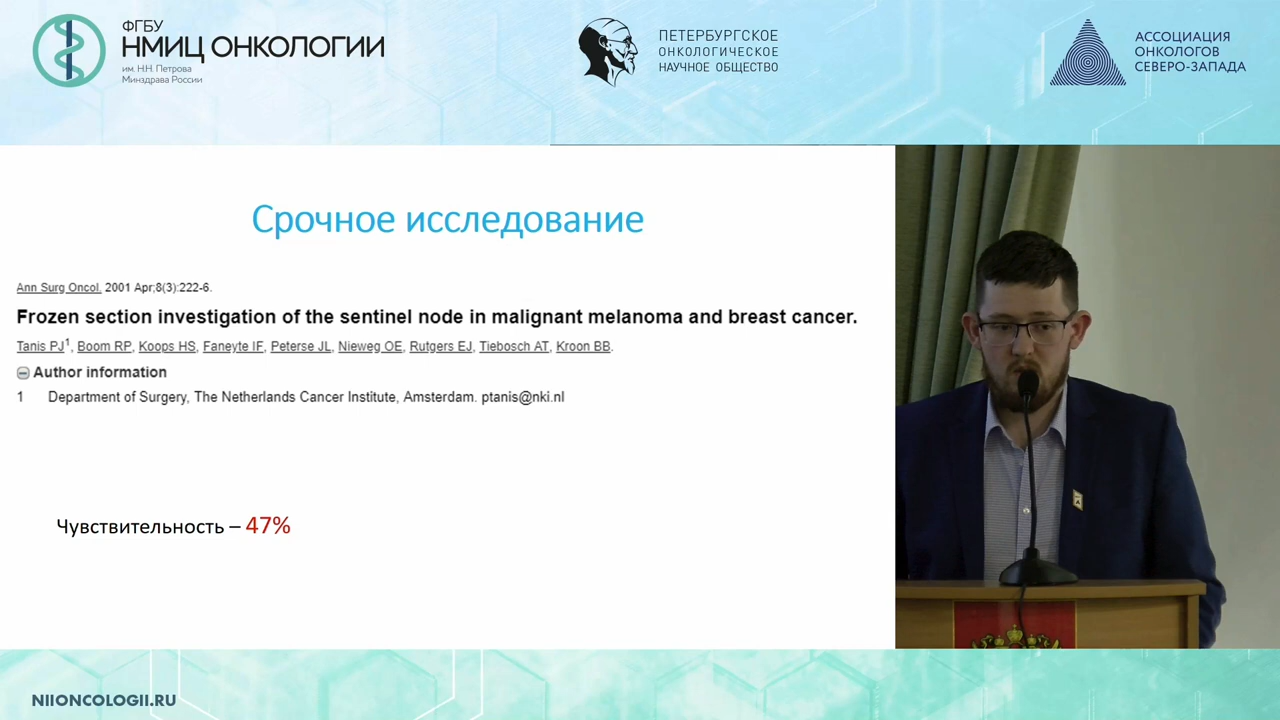 ФГБУ
НМИЦ ОНКОЛОГИИ
им. Н.Н. Петрова
Минздрава России
ПЕТЕРБУРГСКОЕ
ОНКОЛОГИЧЕСКОЕ
НАУЧНОЕ ОБЩЕСТВО
АССОЦИАЦИЯ
ОНКОЛОГОВ
СЕВЕРО-ЗАПАДА
Срочное исследование
Ann Surg Oncol. 2001 Apr;8(3):222-6.
Frozen section investigation of the sentinel node in malignant melanoma and breast cancer.
Tanis PJ1, Boom RP, Koops HS, Faneyte IF, Peterse JL, Nieweg OE, Rutgers EJ, Tiebosch AT, Kroon BB.
Author information
1 Department of Surgery, The Netherlands Cancer Institute, Amsterdam. ptanis@nki.nl
Чувствительность – 47%
NIIONCOLOGII.RU